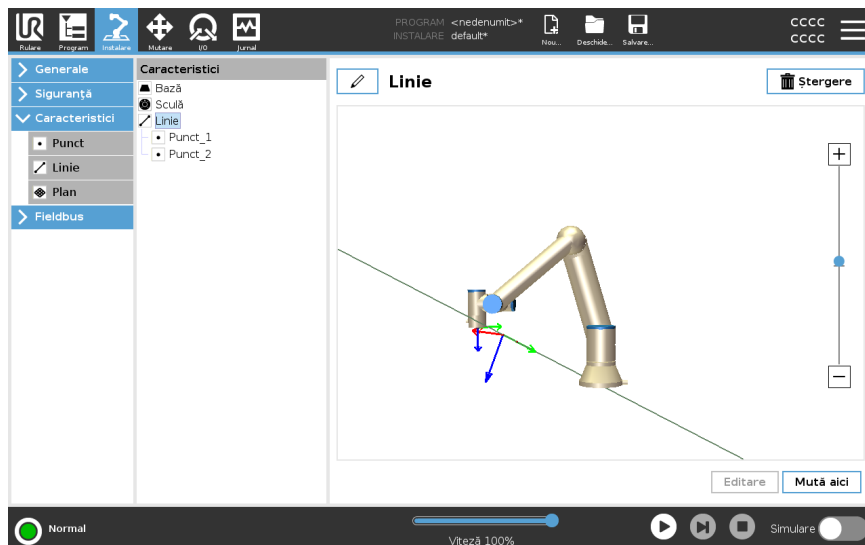 UR
PROGRAM <nedenumit>*
INSTALARE default*
CCCC
CCCC
Rulare Program Instalare Mutare I/O Jurnal
Nou... Deschide... Salvare...
Generale
Siguranță
Caracteristici
Punct
Linie
Plan
Fieldbus
Caracteristici
Bază
Sculă
Linie
Punct_1
Punct_2
Linie
Ștergere
Editare Mută aici
Normal
Viteză 100%
Simulare